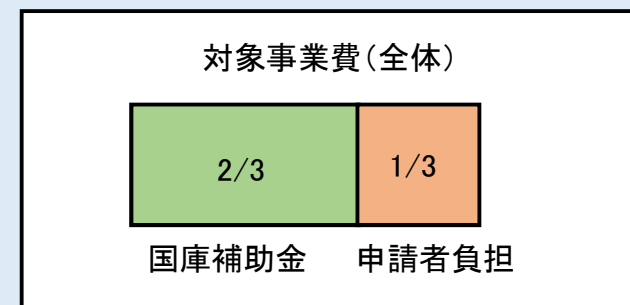 対象事業費（全体）
2/3
1/3
国庫補助金
申請者負担